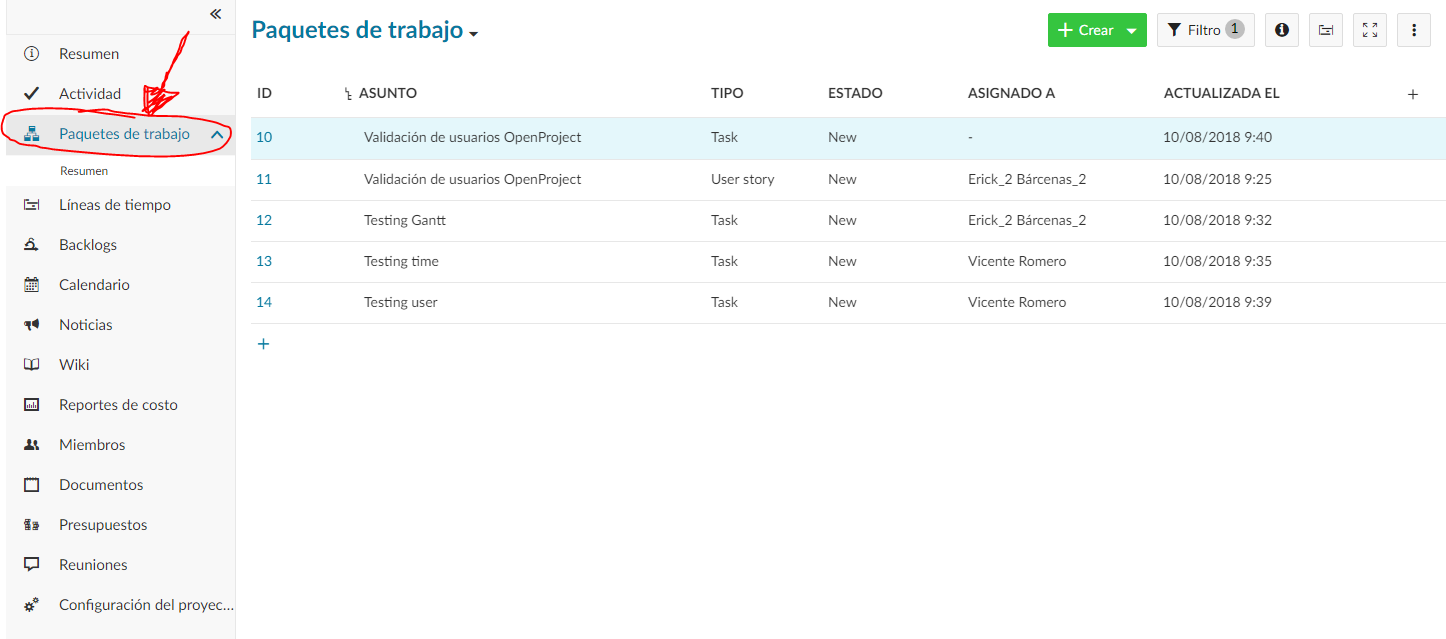 Paquetes de trabajo
Crear
Filtro 1
Resumen
Actividad
Paquetes de trabajo
Resumen
Líneas de tiempo
Backlogs
Calendario
Noticias
Wiki
Reportes de costo
Miembros
Documentos
Presupuestos
Reuniones
Configuración del proyec...
ID ASUNTO TIPO ESTADO ASIGNADO A ACTUALIZADA EL
10 Validación de usuarios OpenProject Task New - 10/08/2018 9:40
11 Validación de usuarios OpenProject User story New Erick_2 Bárcenas_2 10/08/2018 9:25
12 Testing Gantt Task New Erick_2 Bárcenas_2 10/08/2018 9:32
13 Testing time Task New Vicente Romero 10/08/2018 9:35
14 Testing user Task New Vicente Romero 10/08/2018 9:39